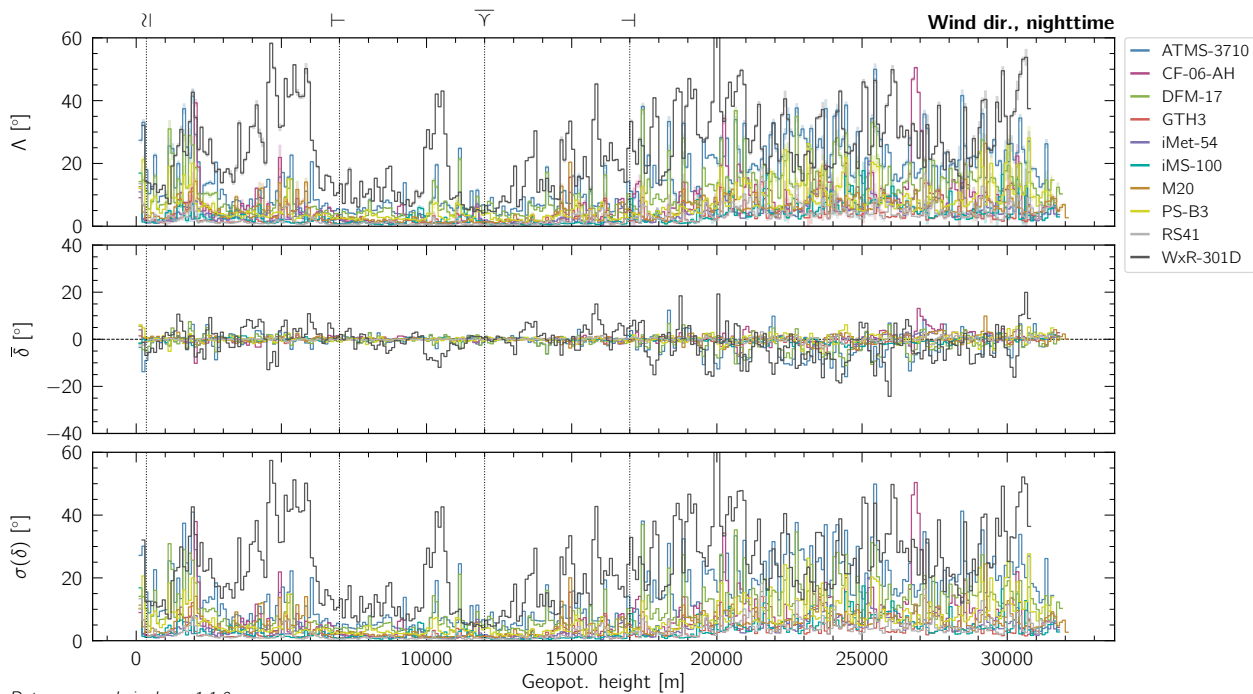 Wind dir., nighttime
60
40
20
0
Λ [°]
ATMS-3710
CF-06-AH
DFM-17
GTH3
iMet-54
iMS-100
M20
PS-B3
RS41
WxR-301D
40
20
0
−20
−40
δ̅ [°]
60
40
20
0
σ(δ) [°]
0 5000 10000 15000 20000 25000 30000
Geopot. height [m]